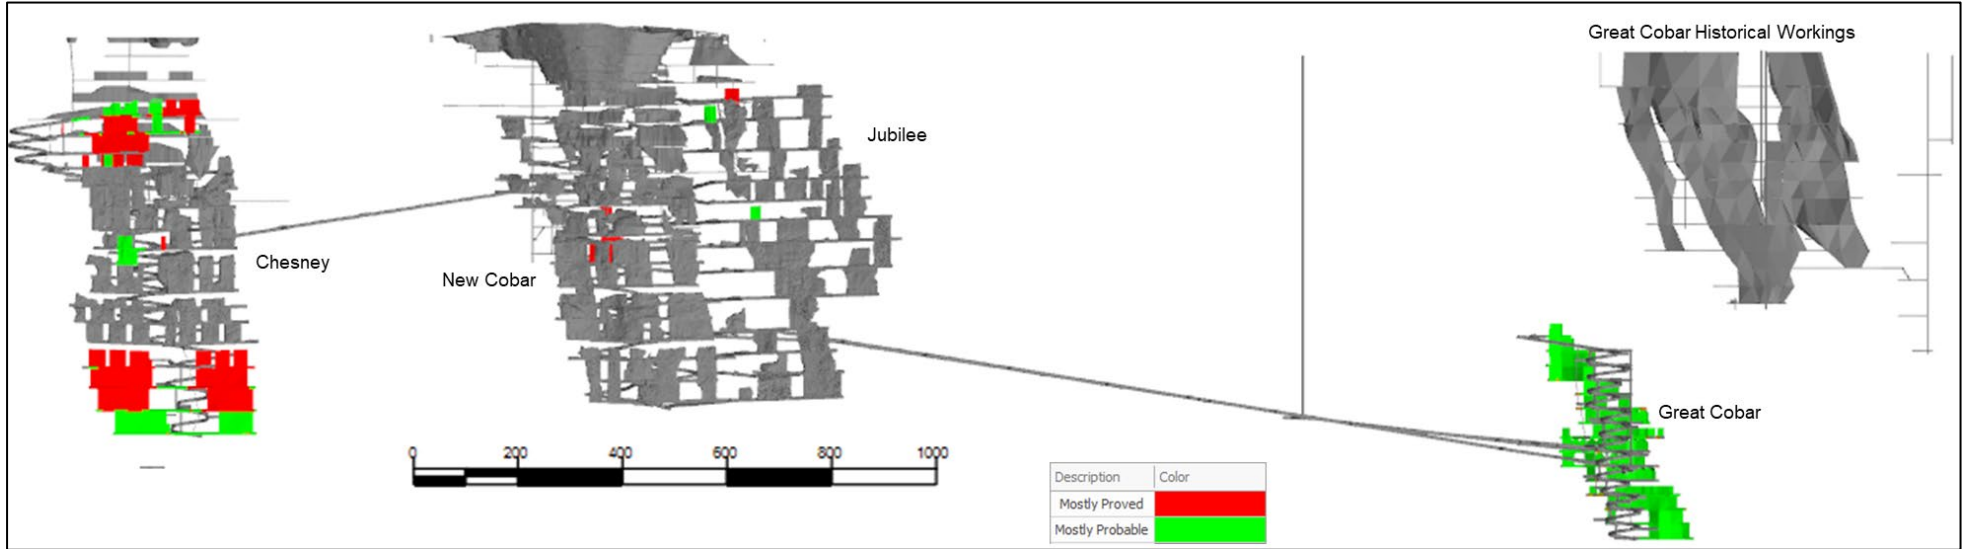 Great Cobar Historical Workings
Jubilee
Chesney
New Cobar
Great Cobar
0 200 400 600 800 1000
Description Color
Mostly Proved
Mostly Probable